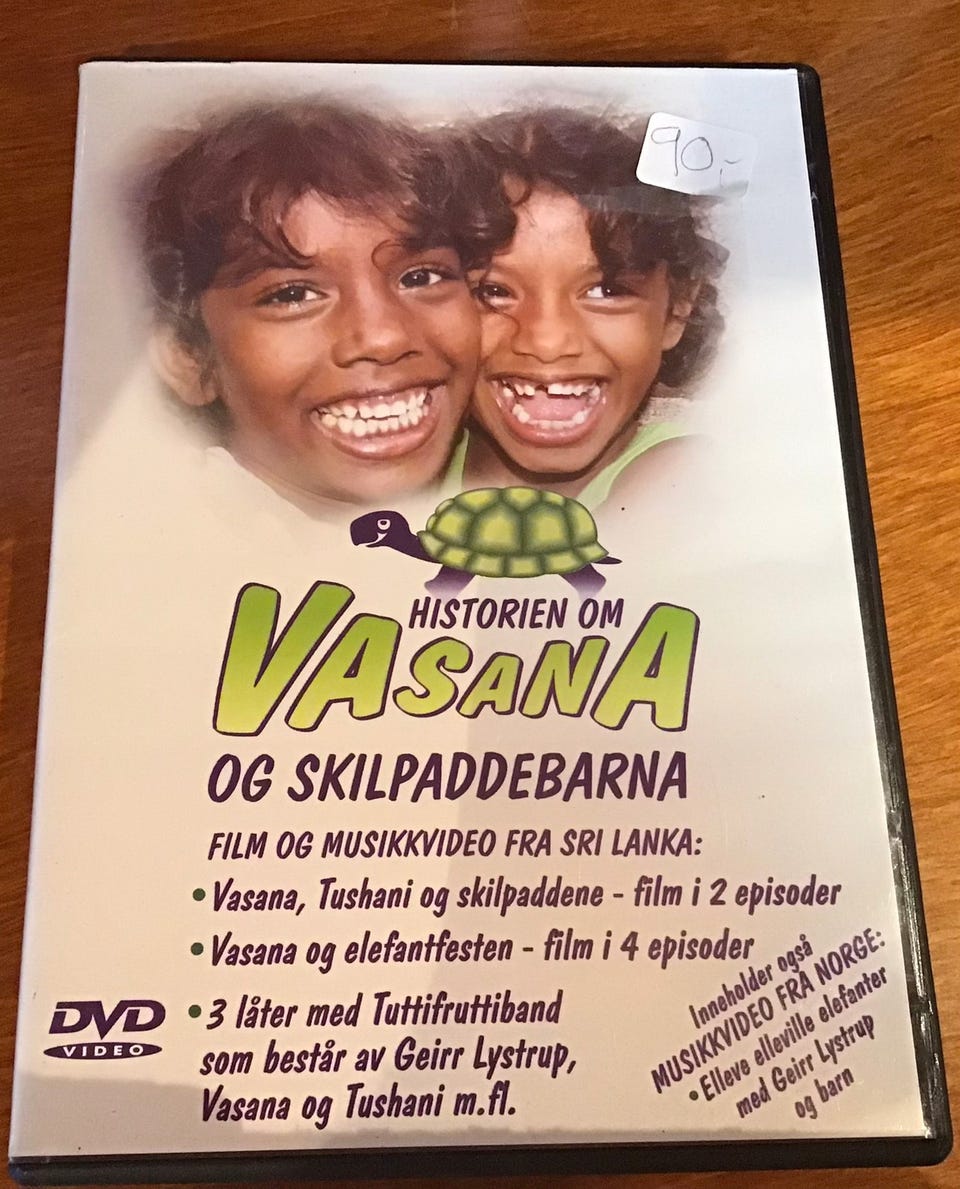 90,-
HISTORIEN OM
VASANA
OG SKILPADDEBARNA
FILM OG MUSIKKVIDEO FRA SRI LANKA:
• Vasana, Tushani og skilpaddene - film i 2 episoder
• Vasana og elefantfesten - film i 4 episoder
• 3 låter med Tuttifruttiband
som består av Geirr Lystrup,
Vasana og Tushani m.fl.
DVD
VIDEO
Inneholder også
MUSIKKVIDEO FRA NORGE:
• Elleve elleville elefanter
med Geirr Lystrup
og barn